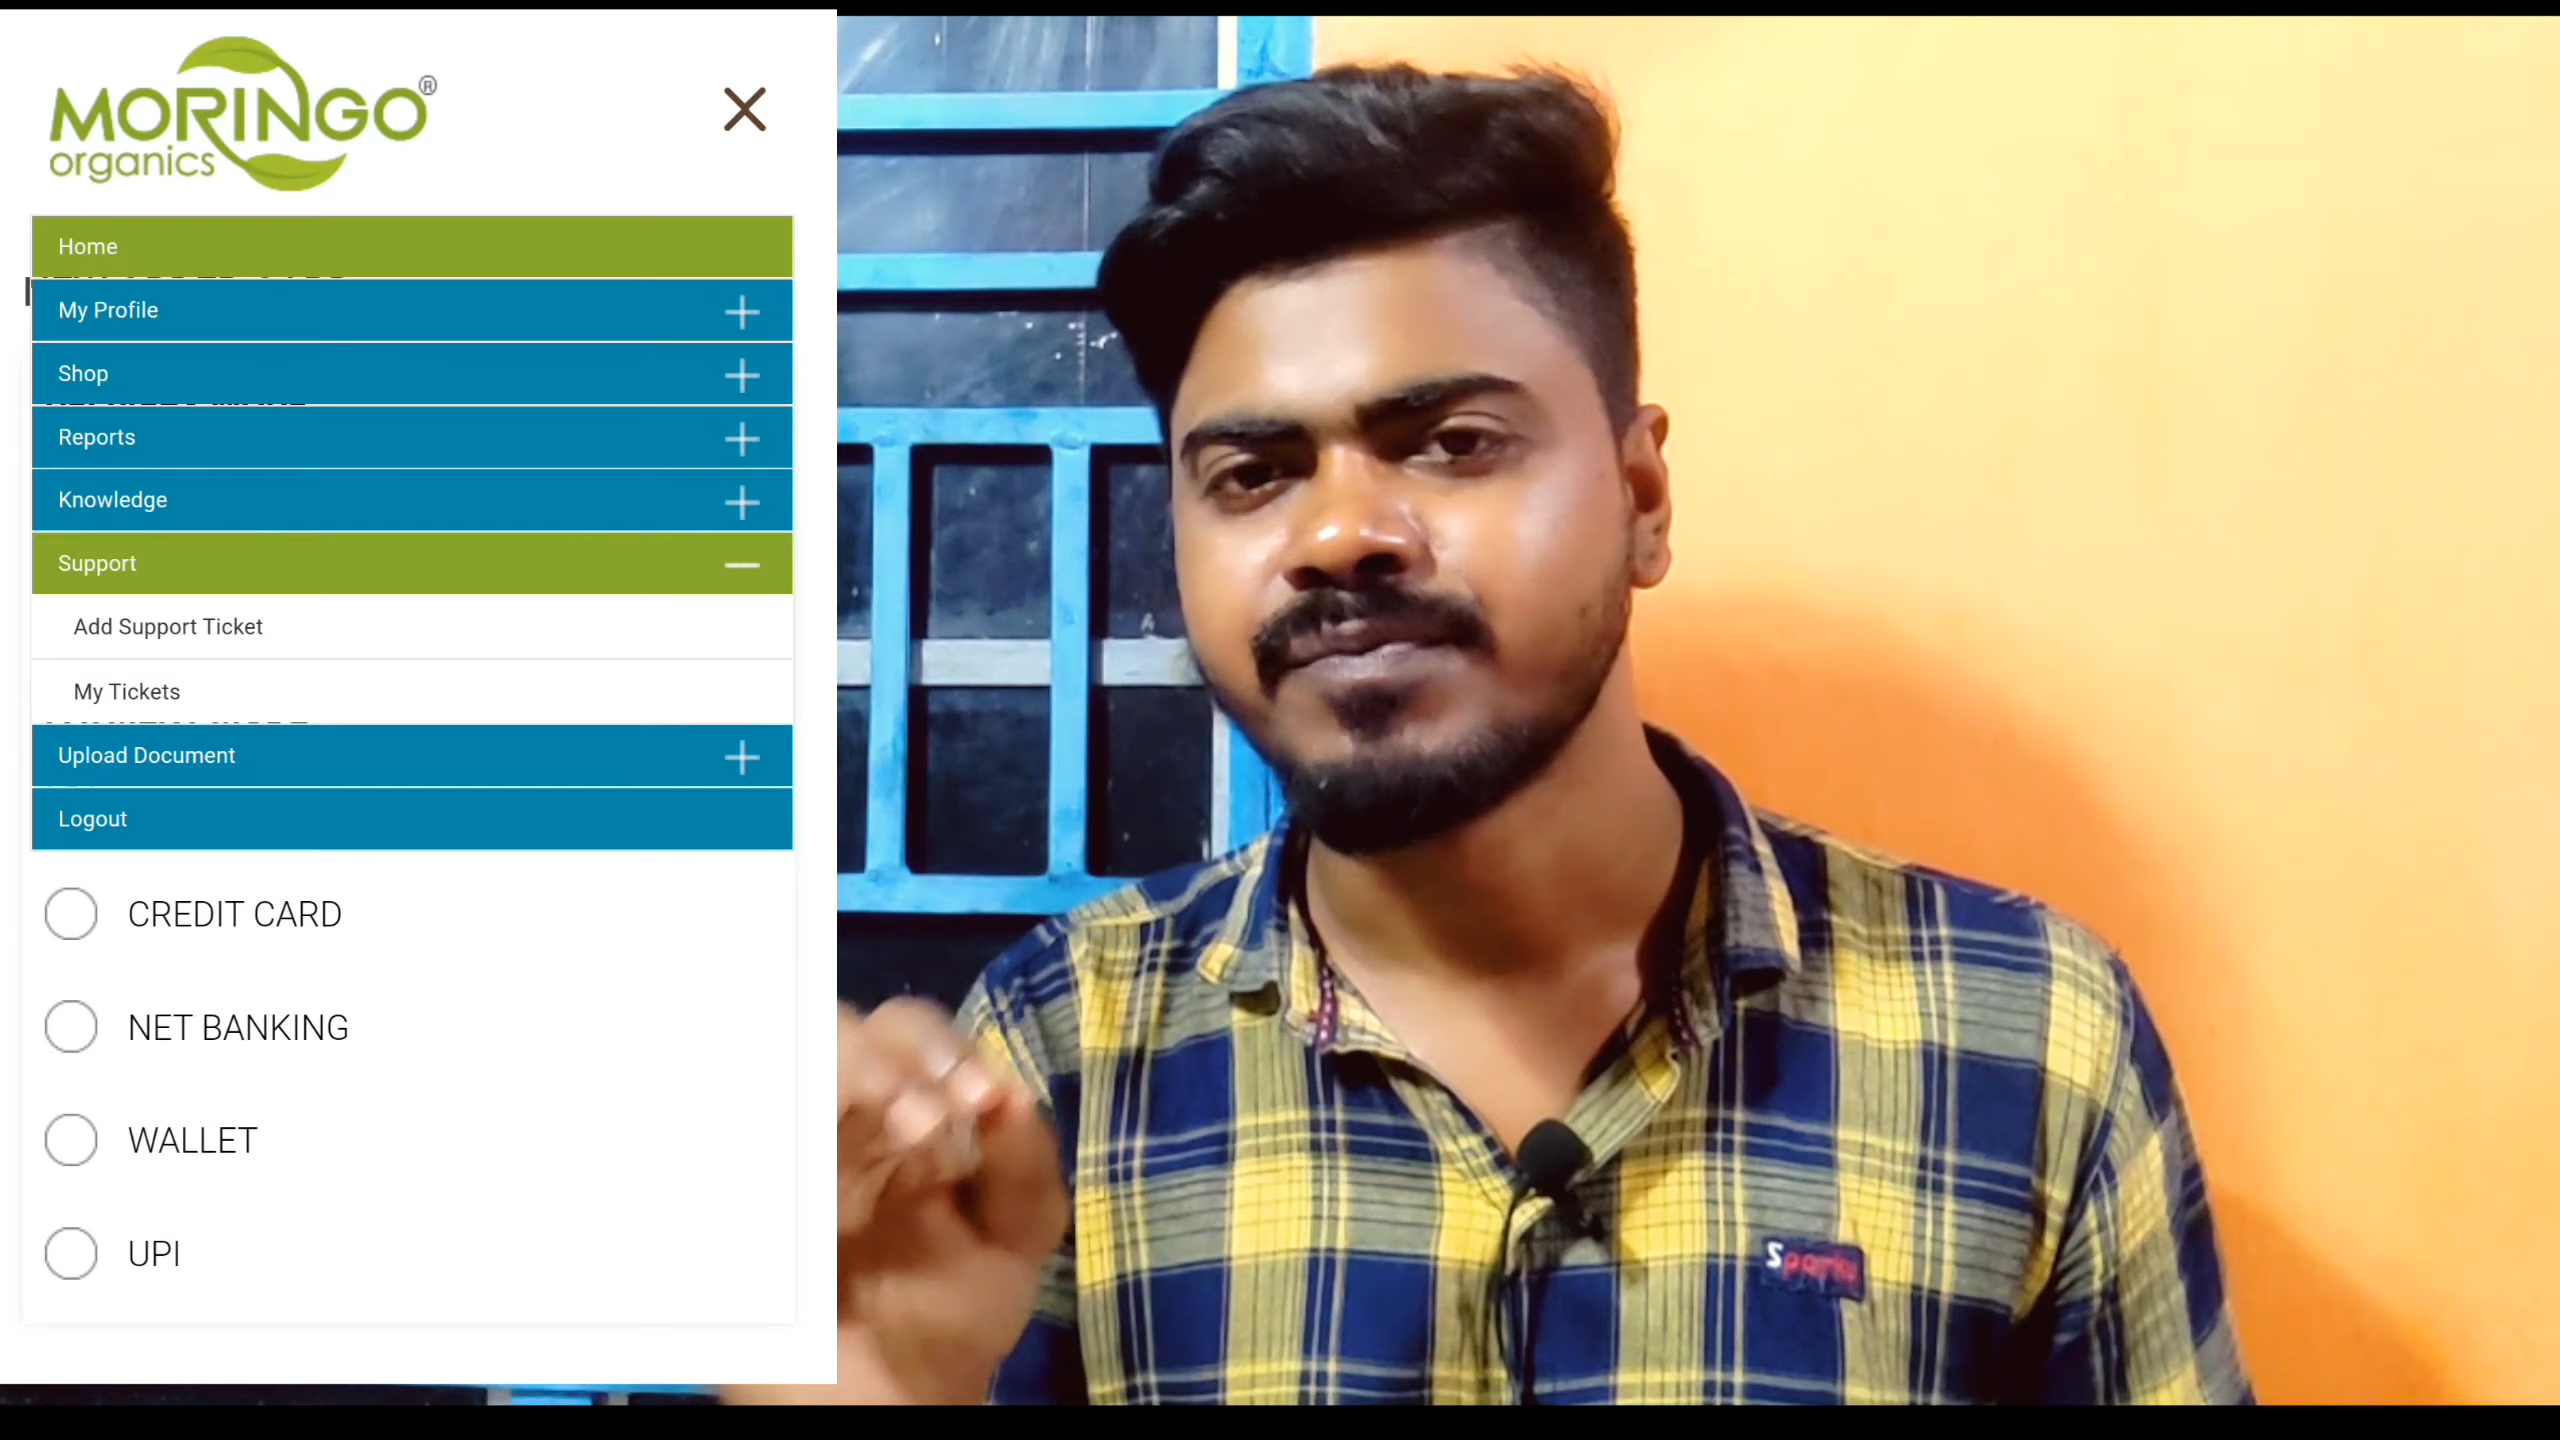 MORINGO®
organics
Home
My Profile
Shop
Reports
Knowledge
Support
Add Support Ticket
My Tickets
Upload Document
Logout
CREDIT CARD
NET BANKING
WALLET
UPI